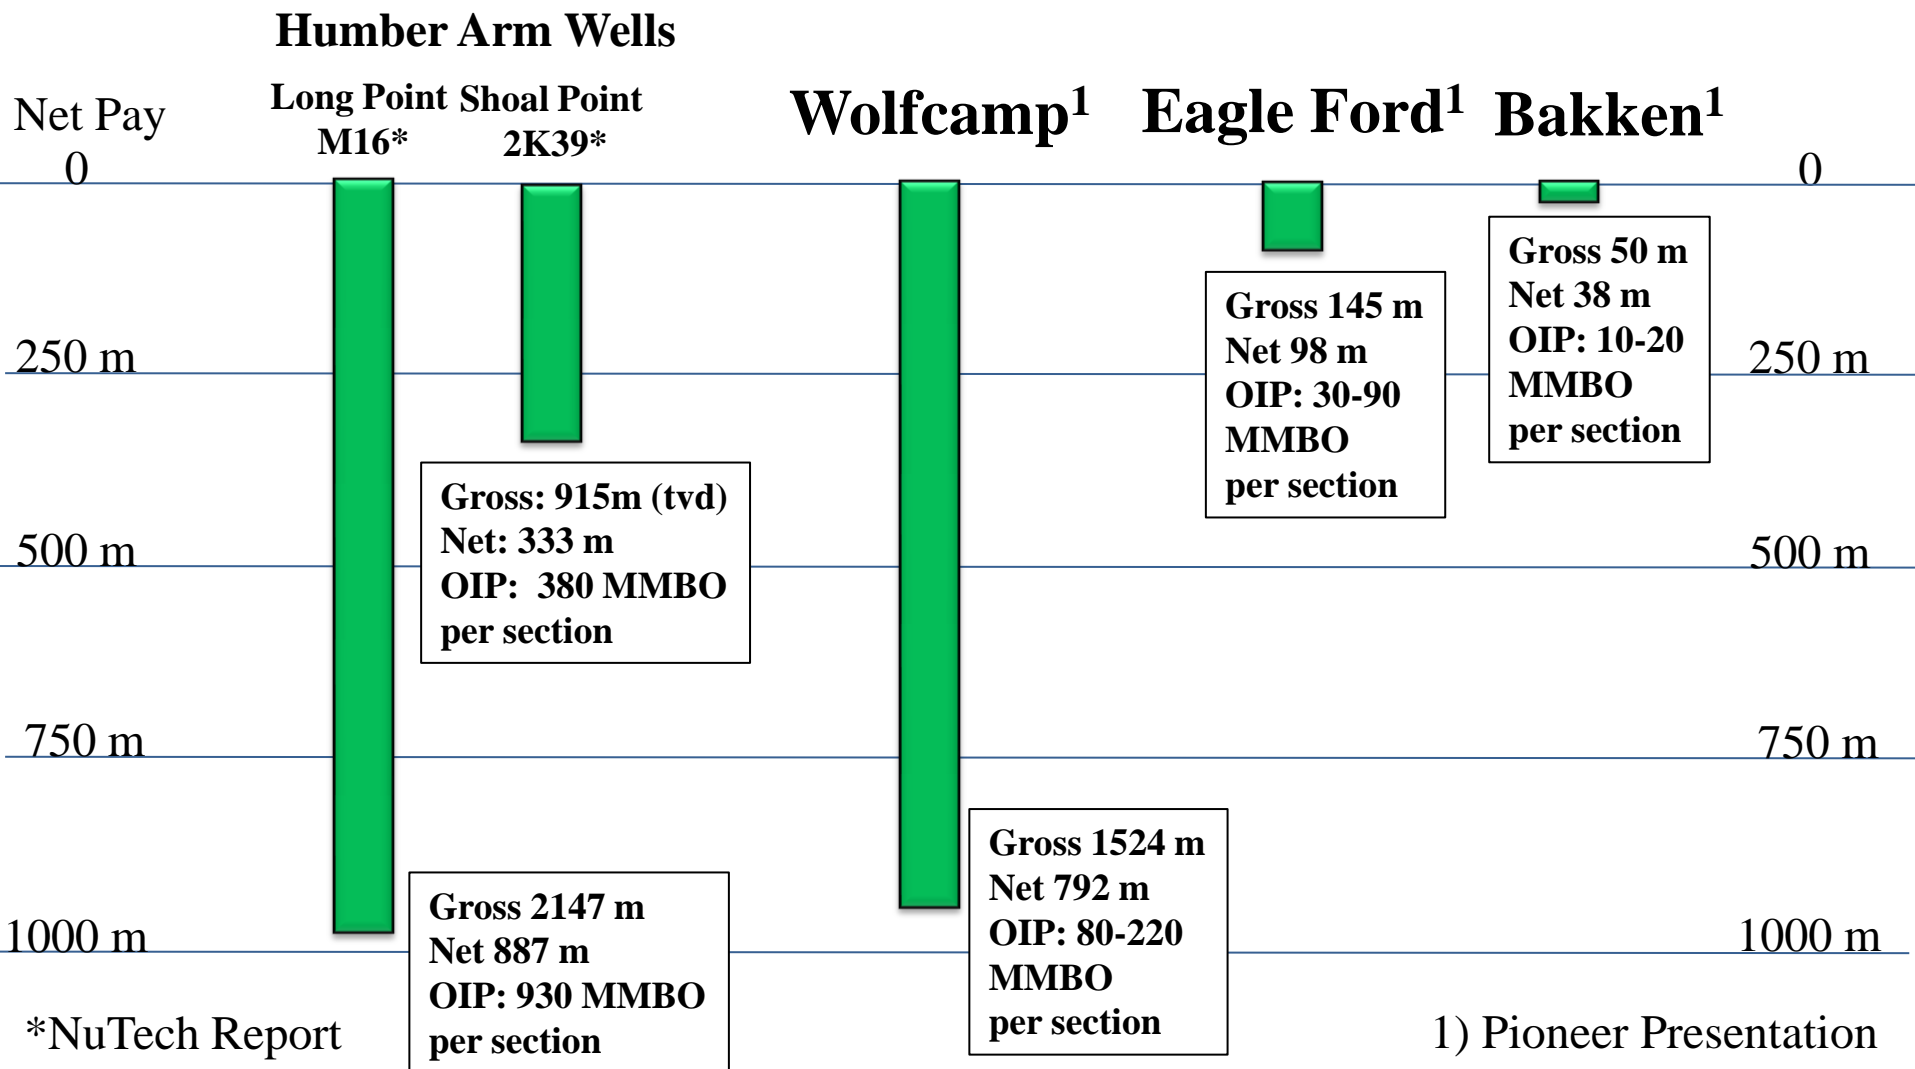 Humber Arm Wells
Net Pay
Long Point
M16*
Shoal Point
2K39*
Wolfcamp¹
Eagle Ford¹
Bakken¹
0
0
250 m
250 m
500 m
500 m
750 m
750 m
1000 m
1000 m
Gross 2147 m
Net 887 m
OIP: 930 MMBO
per section
Gross: 915m (tvd)
Net: 333 m
OIP:  380 MMBO
per section
Gross 1524 m
Net 792 m
OIP: 80-220
MMBO
per section
Gross 145 m
Net 98 m
OIP: 30-90
MMBO
per section
Gross 50 m
Net 38 m
OIP: 10-20
MMBO
per section
*NuTech Report
1) Pioneer Presentation